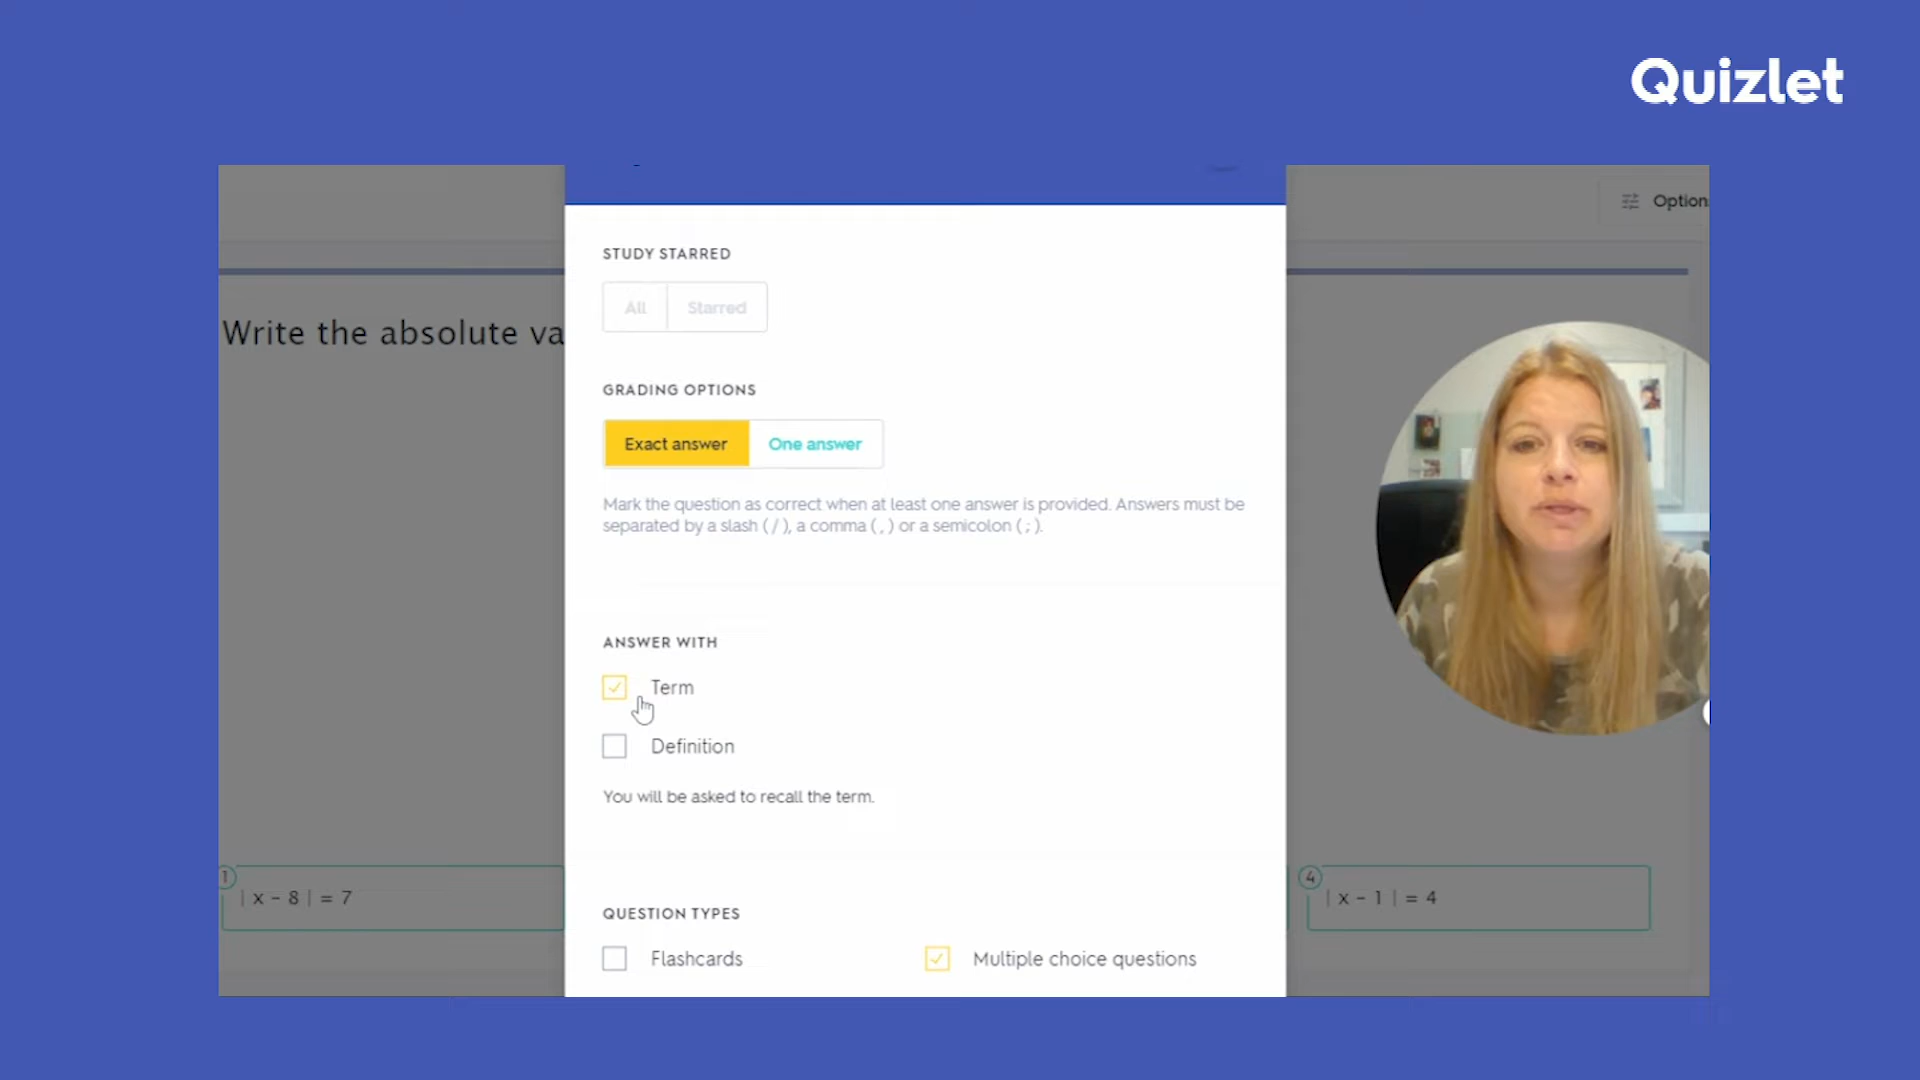 Quizlet
Options
STUDY STARRED
All Starred
Write the absolute va
GRADING OPTIONS
Exact answer One answer
Mark the question as correct when at least one answer is provided. Answers must be
separated by a slash ( / ), a comma ( , ) or a semicolon ( ; ).
ANSWER WITH
Term
Definition
You will be asked to recall the term.
1
| x - 8 | = 7
4
| x - 1 | = 4
QUESTION TYPES
Flashcards Multiple choice questions